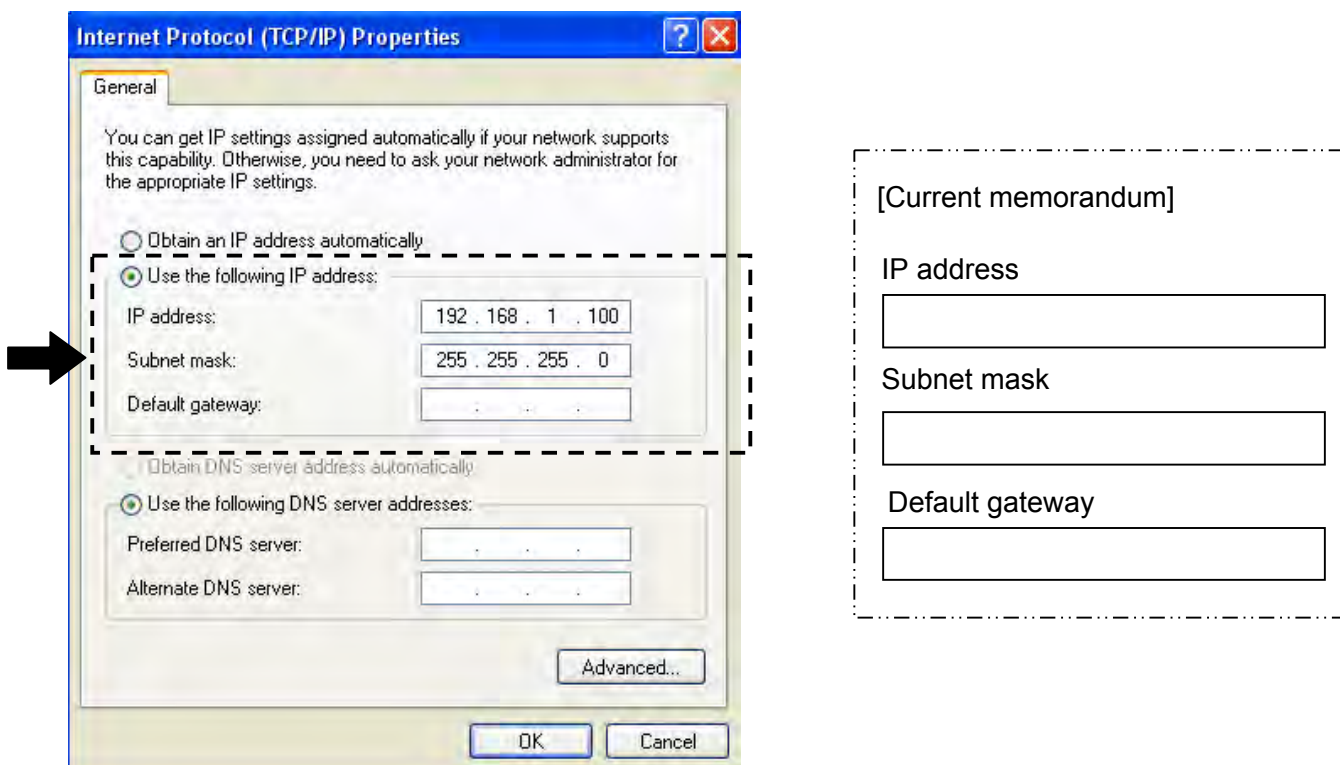 Internet Protocol (TCP/IP) Properties
General
You can get IP settings assigned automatically if your network supports
this capability. Otherwise, you need to ask your network administrator for
the appropriate IP settings.
Obtain an IP address automatically
Use the following IP address:
IP address: 192 . 168 . 1 . 100
Subnet mask: 255 . 255 . 255 . 0
Default gateway: . . .
Obtain DNS server address automatically
Use the following DNS server addresses:
Preferred DNS server: . . .
Alternate DNS server: . . .
Advanced...
OK Cancel
[Current memorandum]
IP address
Subnet mask
Default gateway